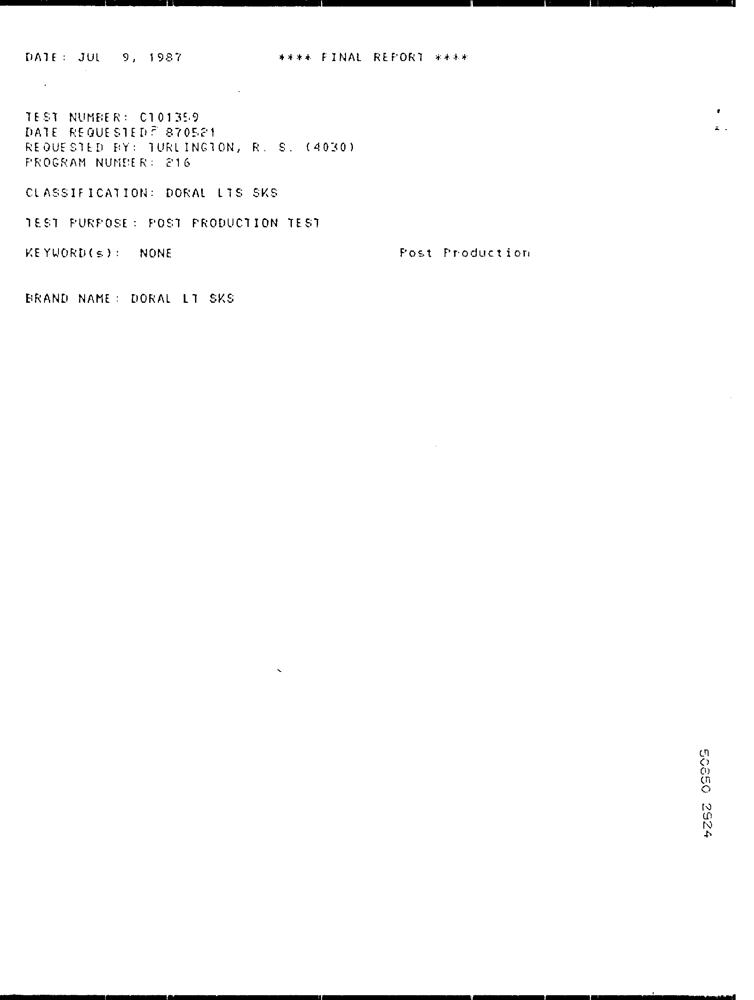 DATE: JUL 9, 1987 **** FINAL REPORT ****
TEST NUMBER: CT01359
DATE REQUESTED: 870521
REQUESTED BY: TURLINGTON, R. S. (4030)
PROGRAM NUMBER: 216
CLASSIFICATION: DORAL LTS SKS
TEST PURPOSE: POST PRODUCTION TEST
KEYWORD(s): NONE Post Production
BRAND NAME: DORAL LT SKS
50850 2924